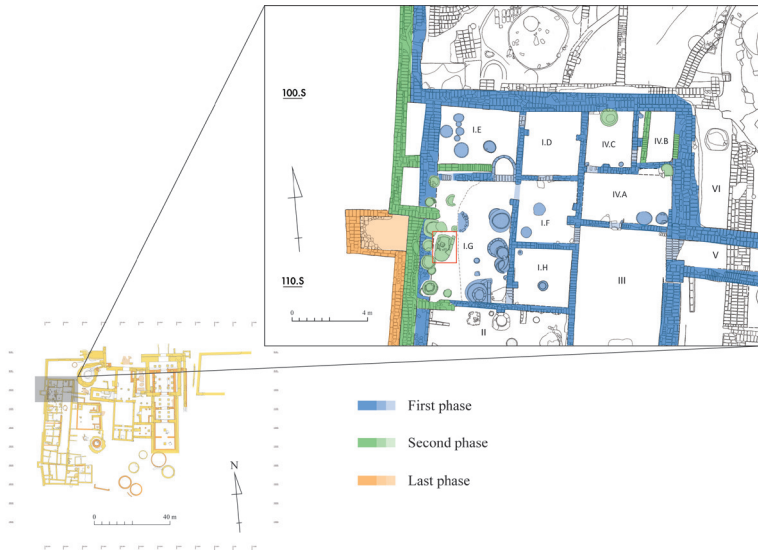 100.S
I.E
I.D
IV.C
IV.B
VI
IV.A
I.F
I.G
V
I.H
III
110.S
0 4 m
II
First phase
Second phase
N
Last phase
0 40 m